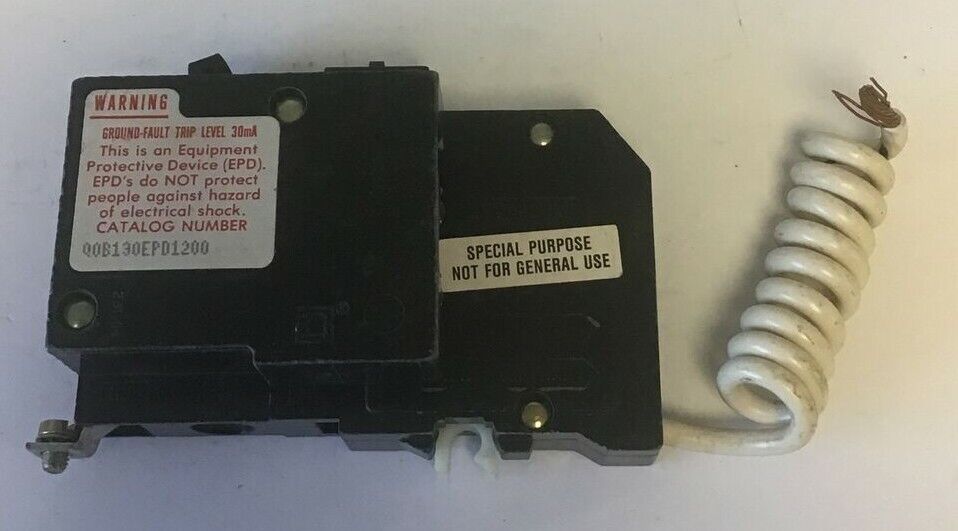 WARNING
GROUND-FAULT TRIP LEVEL 30mA
This is an Equipment
Protective Device (EPD).
EPD's do NOT protect
people against hazard
of electrical shock.
CATALOG NUMBER
QOB130EPD1200
SPECIAL PURPOSE
NOT FOR GENERAL USE